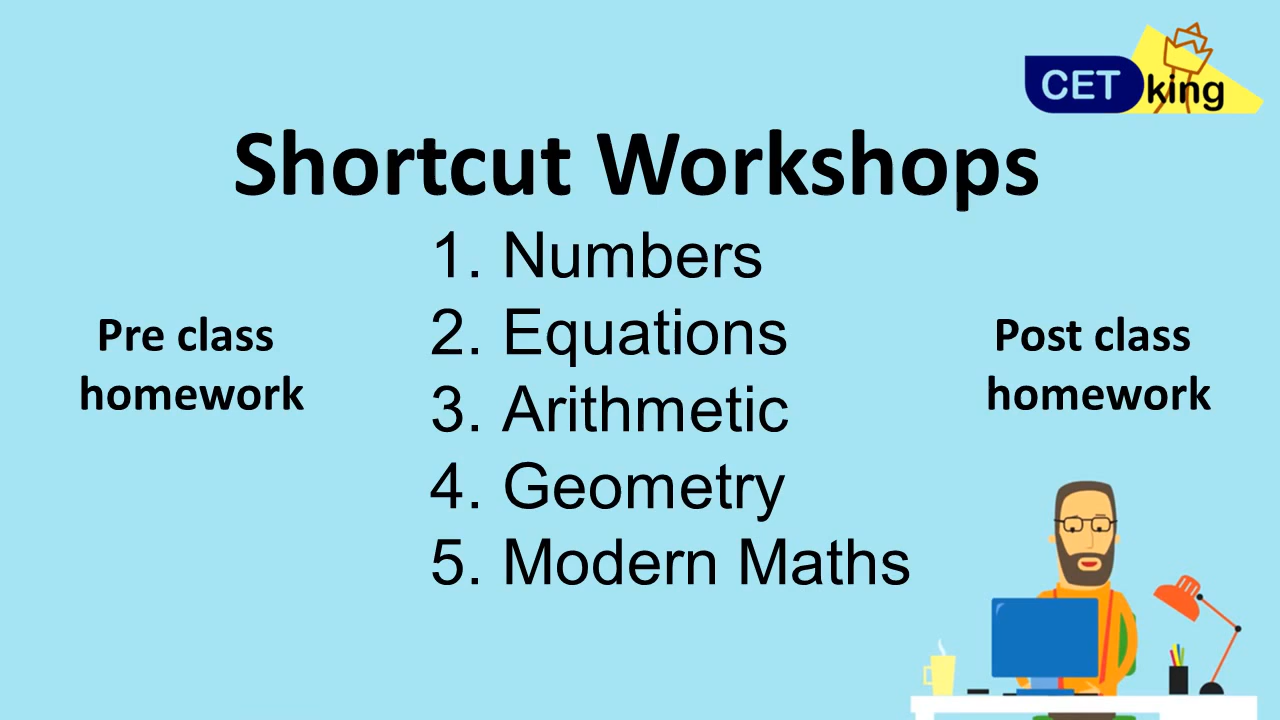 CET king
Shortcut Workshops
1. Numbers
2. Equations
3. Arithmetic
4. Geometry
5. Modern Maths
Pre class
homework
Post class
homework